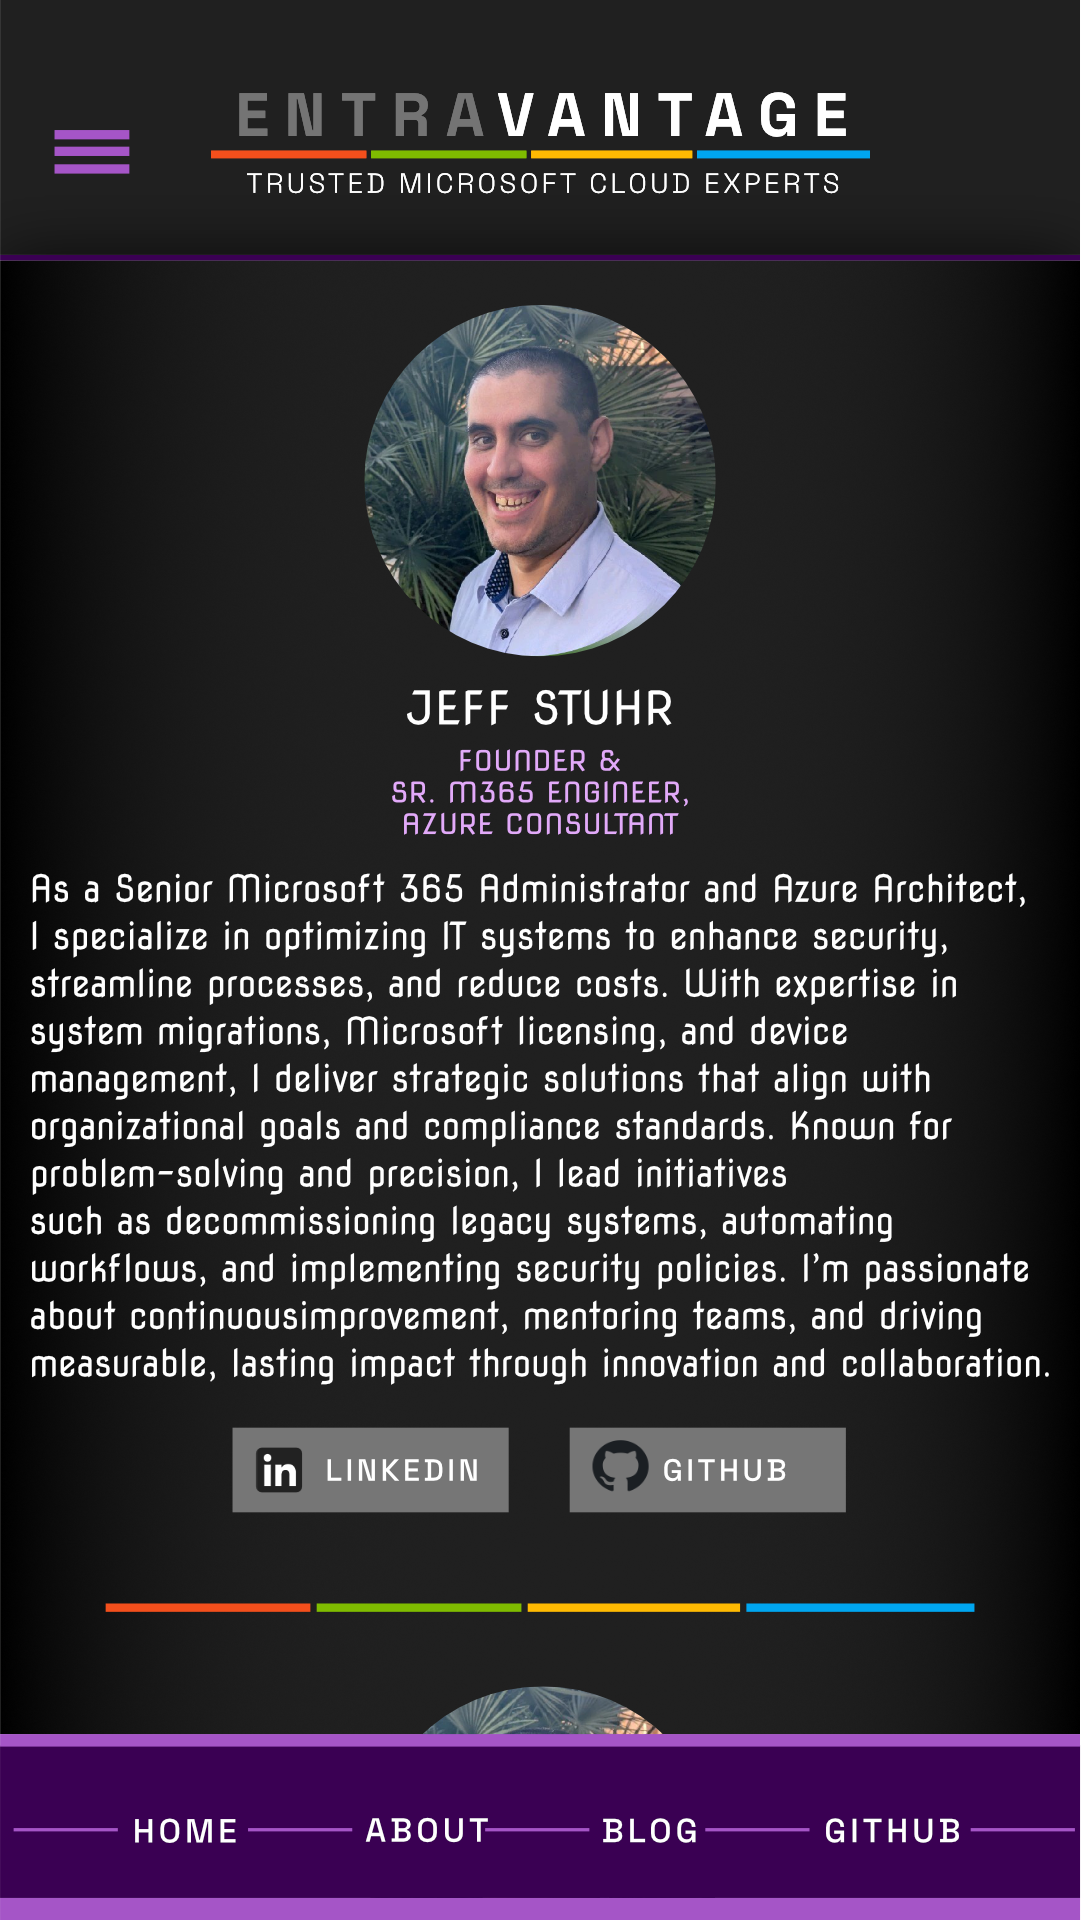 ENTRAVANTAGE
TRUSTED MICROSOFT CLOUD EXPERTS
JEFF STUHR
FOUNDER &
SR. M365 ENGINEER,
AZURE CONSULTANT
As a Senior Microsoft 365 Administrator and Azure Architect,
I specialize in optimizing IT systems to enhance security,
streamline processes, and reduce costs. With expertise in
system migrations, Microsoft licensing, and device
management, I deliver strategic solutions that align with
organizational goals and compliance standards. Known for
problem-solving and precision, I lead initiatives
such as decommissioning legacy systems, automating
workflows, and implementing security policies. I’m passionate
about continuousimprovement, mentoring teams, and driving
measurable, lasting impact through innovation and collaboration.
in LINKEDIN GITHUB
HOME ABOUT BLOG GITHUB